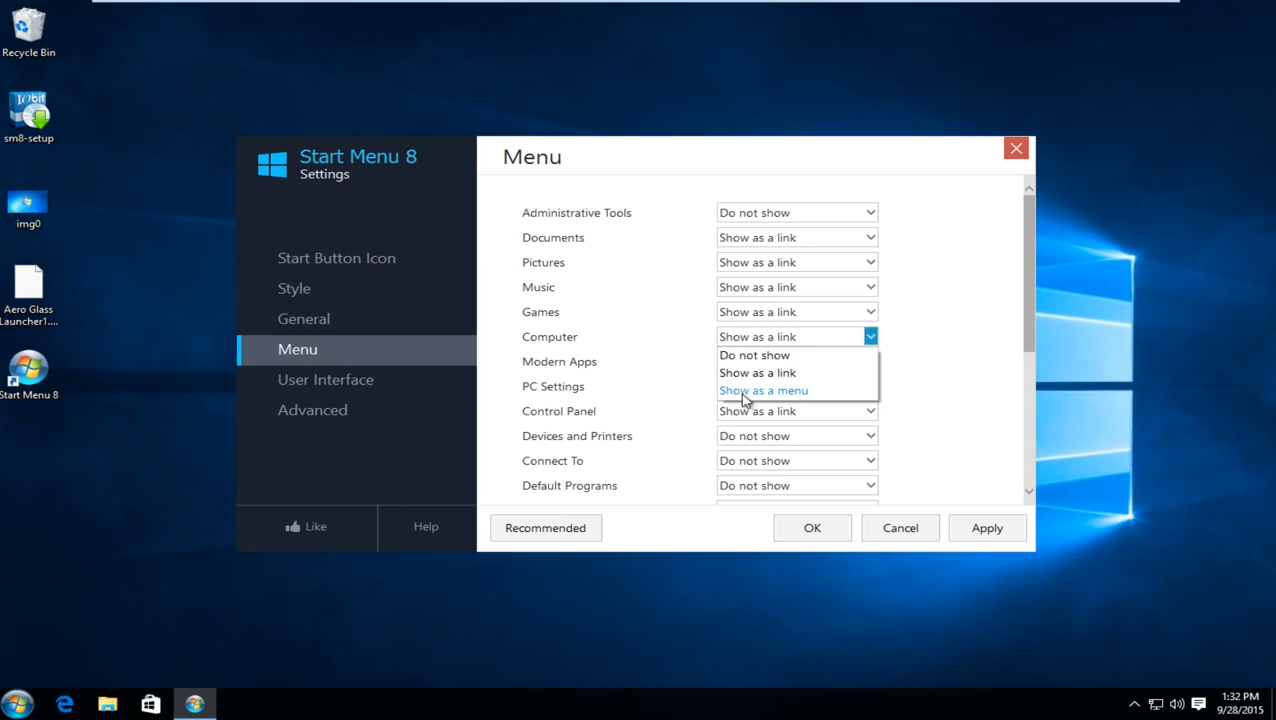 Recycle Bin
IObit
sm8-setup
img0
Aero Glass
Launcher1....
Start Menu 8
Start Menu 8
Settings
Start Button Icon
Style
General
Menu
User Interface
Advanced
Like
Help
Menu
Administrative Tools Do not show
Documents Show as a link
Pictures Show as a link
Music Show as a link
Games Show as a link
Computer Show as a link
Do not show
Modern Apps Show as a link
PC Settings Show as a menu
Control Panel Show as a link
Devices and Printers Do not show
Connect To Do not show
Default Programs Do not show
Recommended
OK
Cancel
Apply
1:32 PM
9/28/2015